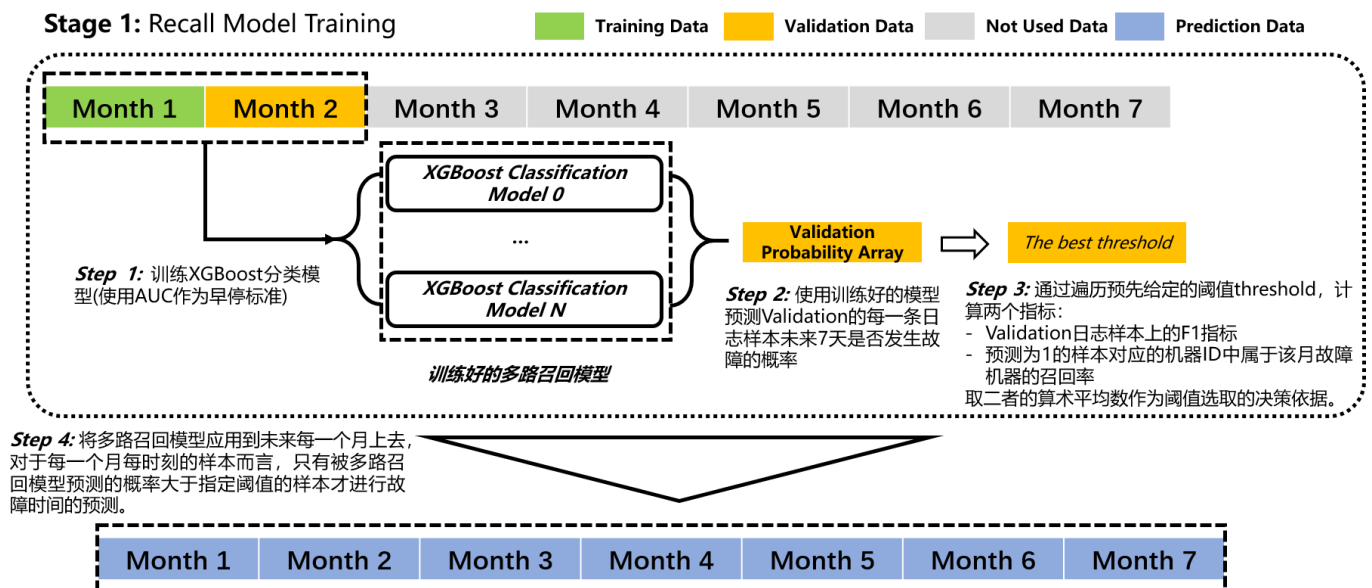 Stage 1: Recall Model Training
Training Data
Validation Data
Not Used Data
Prediction Data
Month 1
Month 2
Month 3
Month 4
Month 5
Month 6
Month 7
XGBoost Classification
Model 0
...
XGBoost Classification
Model N
训练好的多路召回模型
Step 1: 训练XGBoost分类模
型(使用AUC作为早停标准)
Validation
Probability Array
The best threshold
Step 2: 使用训练好的模型
预测Validation的每一条日
志样本未来7天是否发生故
障的概率
Step 3: 通过遍历预先给定的阈值threshold，计
算两个指标：
- Validation日志样本上的F1指标
- 预测为1的样本对应的机器ID中属于该月故障
机器的召回率
取二者的算术平均数作为阈值选取的决策依据。
Step 4: 将多路召回模型应用到未来每一个月上去，
对于每一个月每时刻的样本而言，只有被多路召
回模型预测的概率大于指定阈值的样本才进行故
障时间的预测。
Month 1
Month 2
Month 3
Month 4
Month 5
Month 6
Month 7